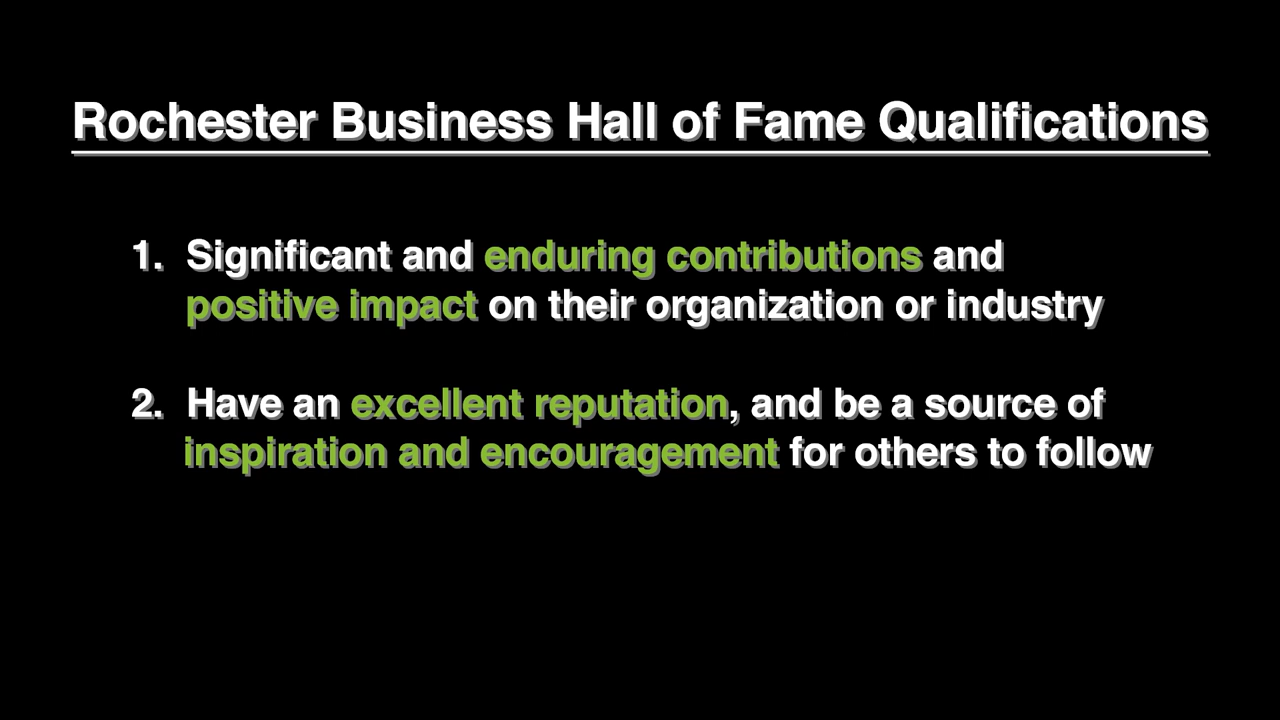 Rochester Business Hall of Fame Qualifications
1. Significant and enduring contributions and
positive impact on their organization or industry
2. Have an excellent reputation, and be a source of
inspiration and encouragement for others to follow